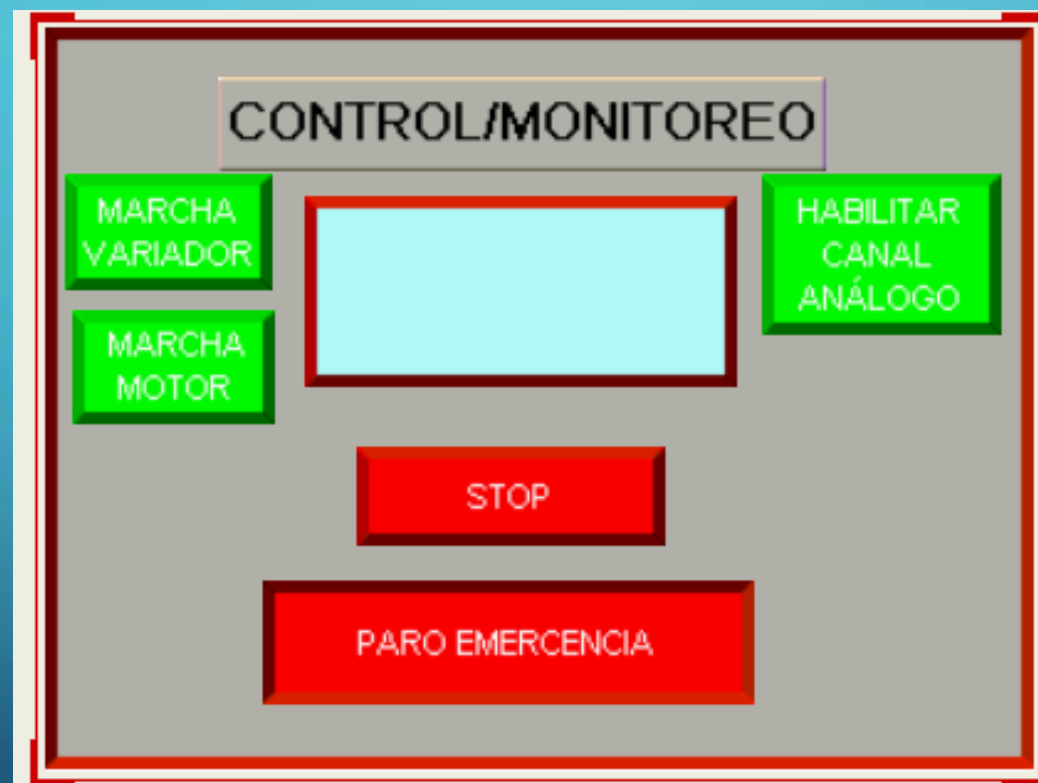 CONTROL/MONITOREO
MARCHA
VARIADOR
HABILITAR
CANAL
ANÁLOGO
MARCHA
MOTOR
STOP
PARO EMERCENCIA